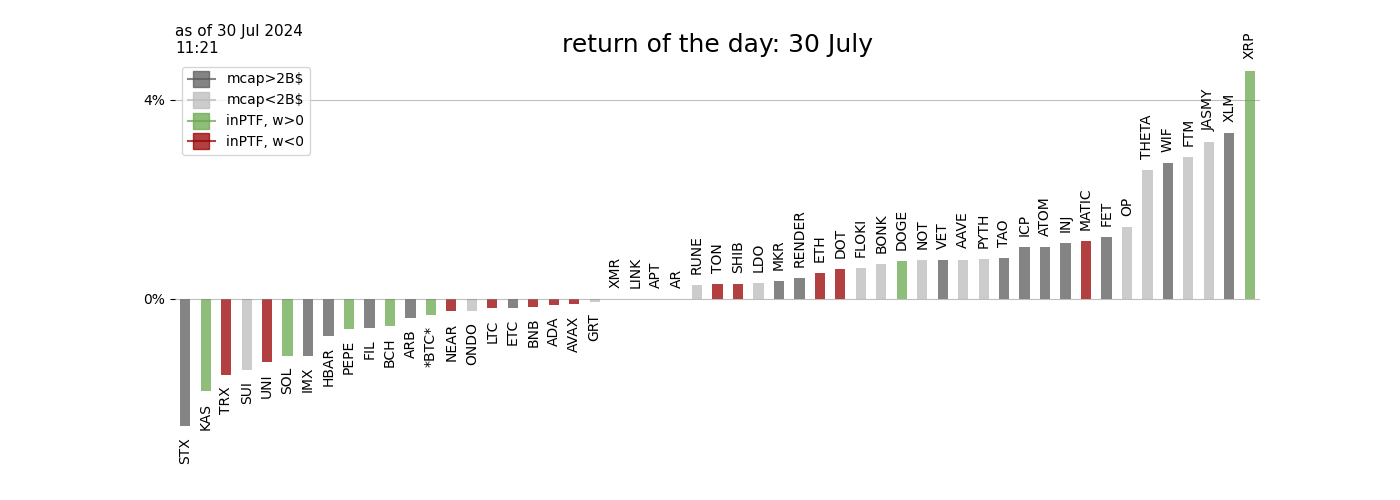 as of 30 Jul 2024
11:21
return of the day: 30 July
mcap>2B$
mcap<2B$
inPTF, w>0
inPTF, w<0
4%
0%
STX
KAS
TRX
SUI
UNI
SOL
IMX
HBAR
PEPE
FIL
BCH
ARB
*BTC*
NEAR
ONDO
LTC
ETC
BNB
ADA
AVAX
GRT
XMR
LINK
APT
AR
RUNE
TON
SHIB
LDO
MKR
RENDER
ETH
DOT
FLOKI
BONK
DOGE
NOT
VET
AAVE
PYTH
TAO
ICP
ATOM
INJ
MATIC
FET
OP
THETA
WIF
FTM
JASMY
XLM
XRP